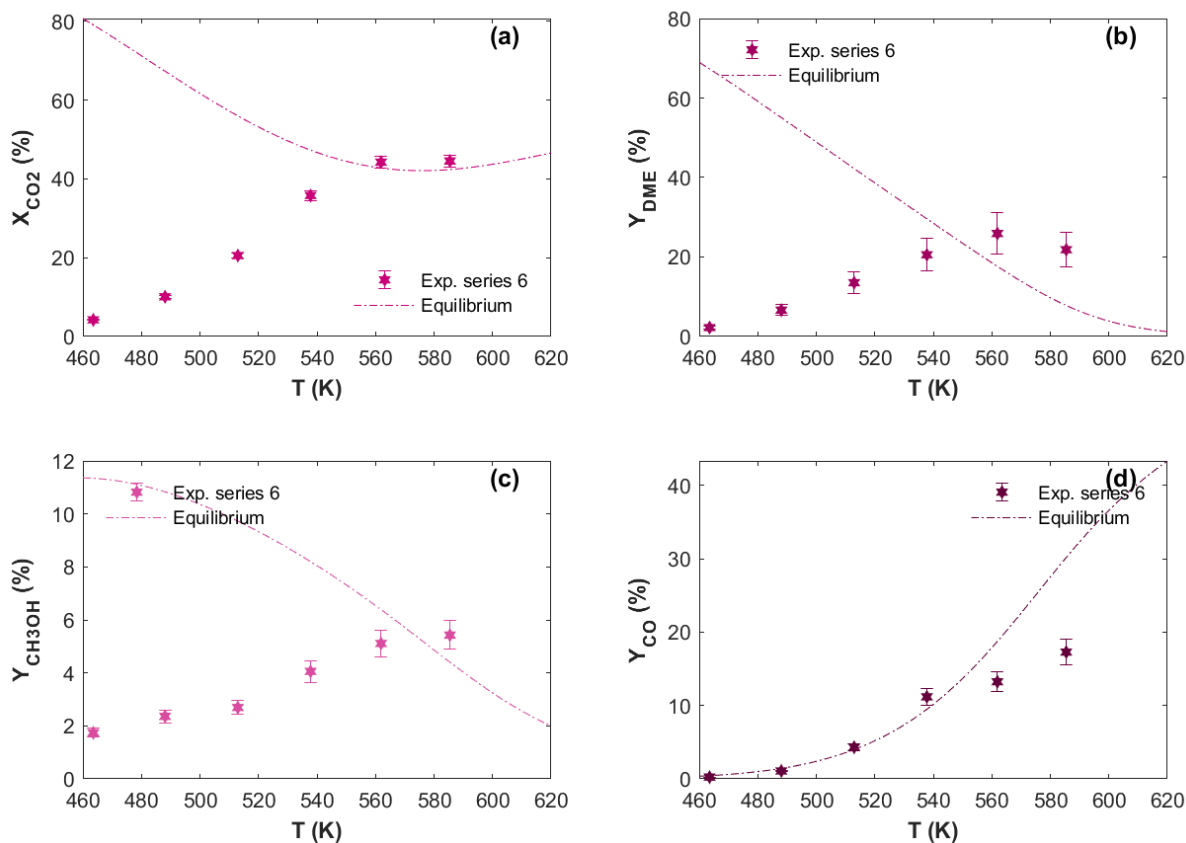 (a)
80
60
40
20
0
X_CO2 (%)
Exp. series 6
Equilibrium
460 480 500 520 540 560 580 600 620
T (K)
(b)
80
60
40
20
0
Y_DME (%)
Exp. series 6
Equilibrium
460 480 500 520 540 560 580 600 620
T (K)
(c)
12
10
8
6
4
2
0
Y_CH3OH (%)
Exp. series 6
Equilibrium
460 480 500 520 540 560 580 600 620
T (K)
(d)
40
30
20
10
0
Y_CO (%)
Exp. series 6
Equilibrium
460 480 500 520 540 560 580 600 620
T (K)